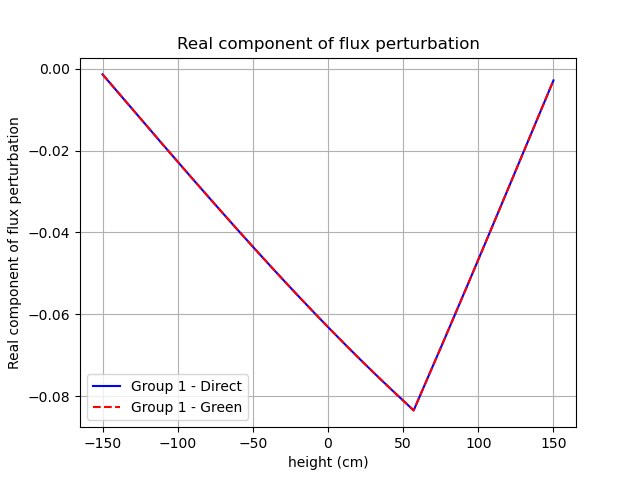 Real component of flux perturbation
Real component of flux perturbation
0.00
−0.02
−0.04
−0.06
−0.08
Group 1 - Direct
Group 1 - Green
−150 −100 −50 0 50 100 150
height (cm)